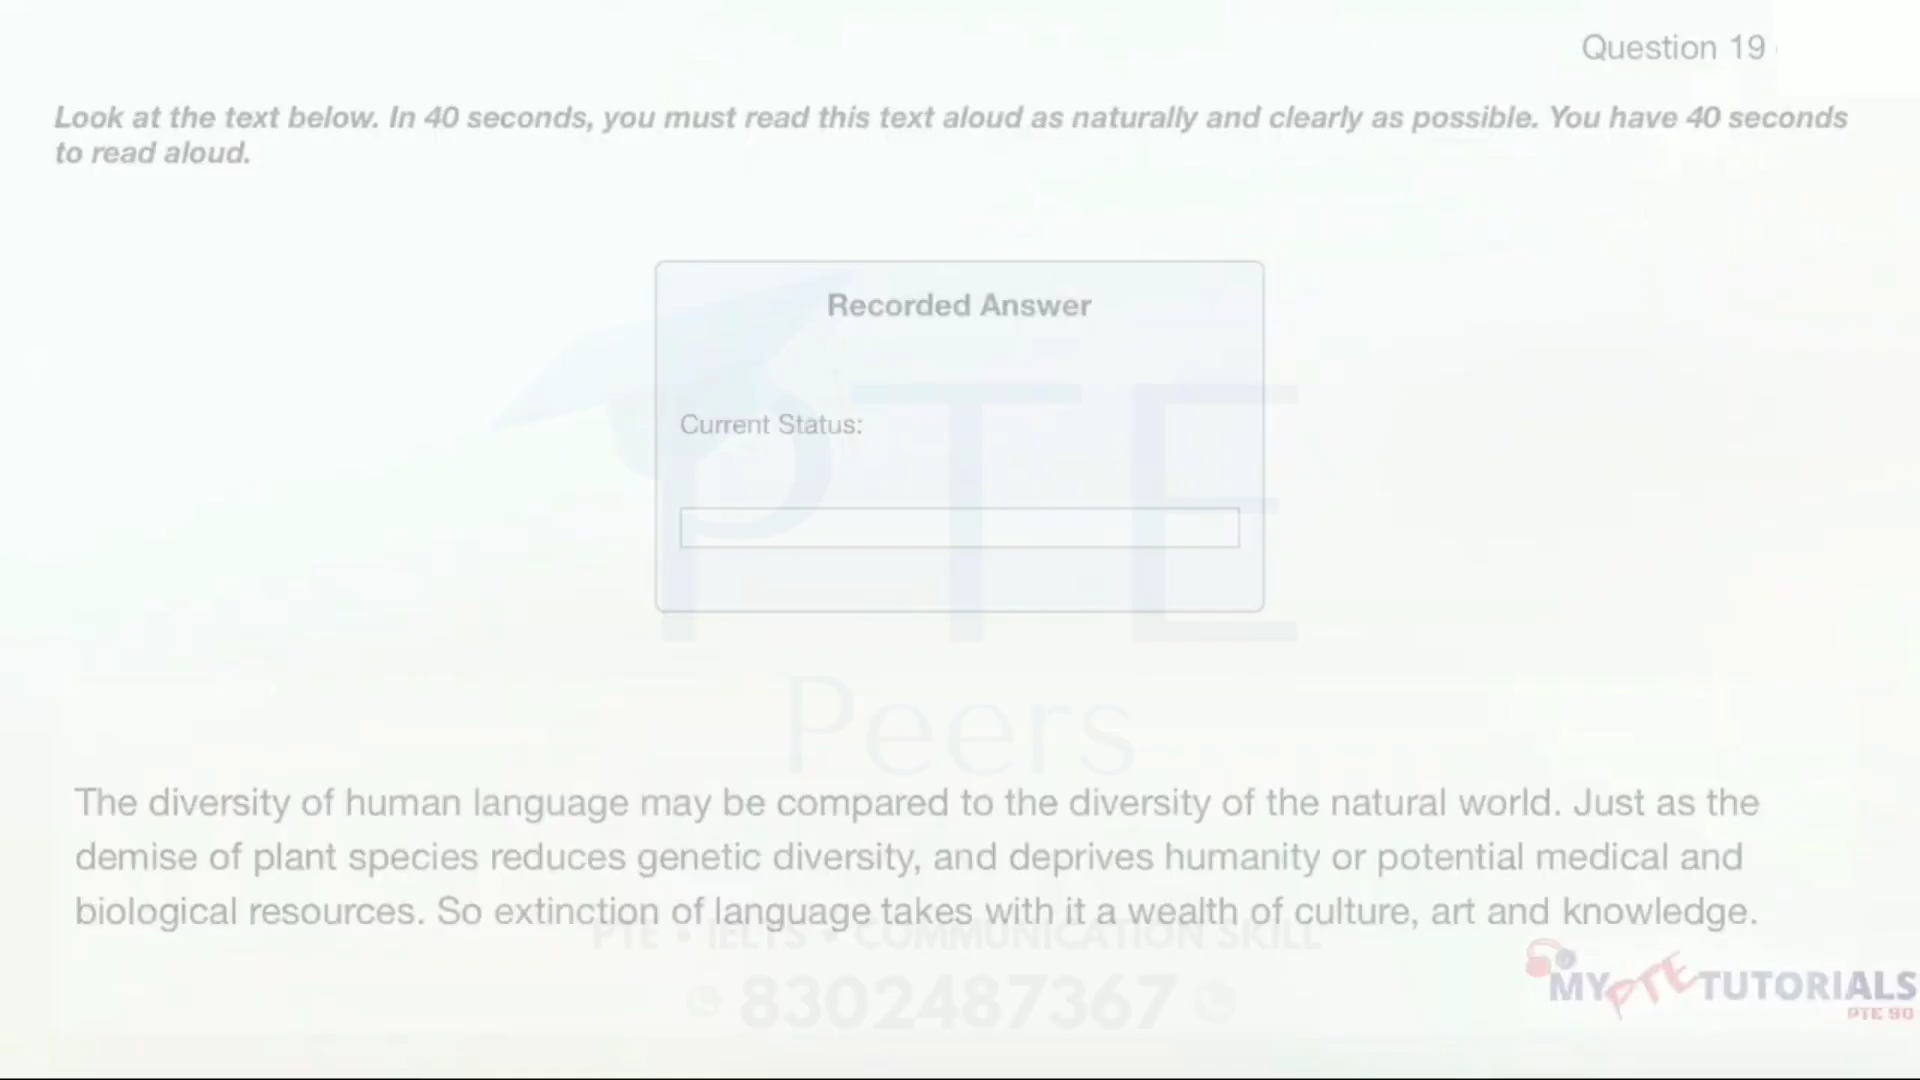 Question 19
Look at the text below. In 40 seconds, you must read this text aloud as naturally and clearly as possible. You have 40 seconds
to read aloud.
Recorded Answer
Current Status:
PTE
Peers
The diversity of human language may be compared to the diversity of the natural world. Just as the
demise of plant species reduces genetic diversity, and deprives humanity or potential medical and
biological resources. So extinction of language takes with it a wealth of culture, art and knowledge.
PTE • IELTS • COMMUNICATION SKILL
8302487367
MY PTE TUTORIALS
PTE 90